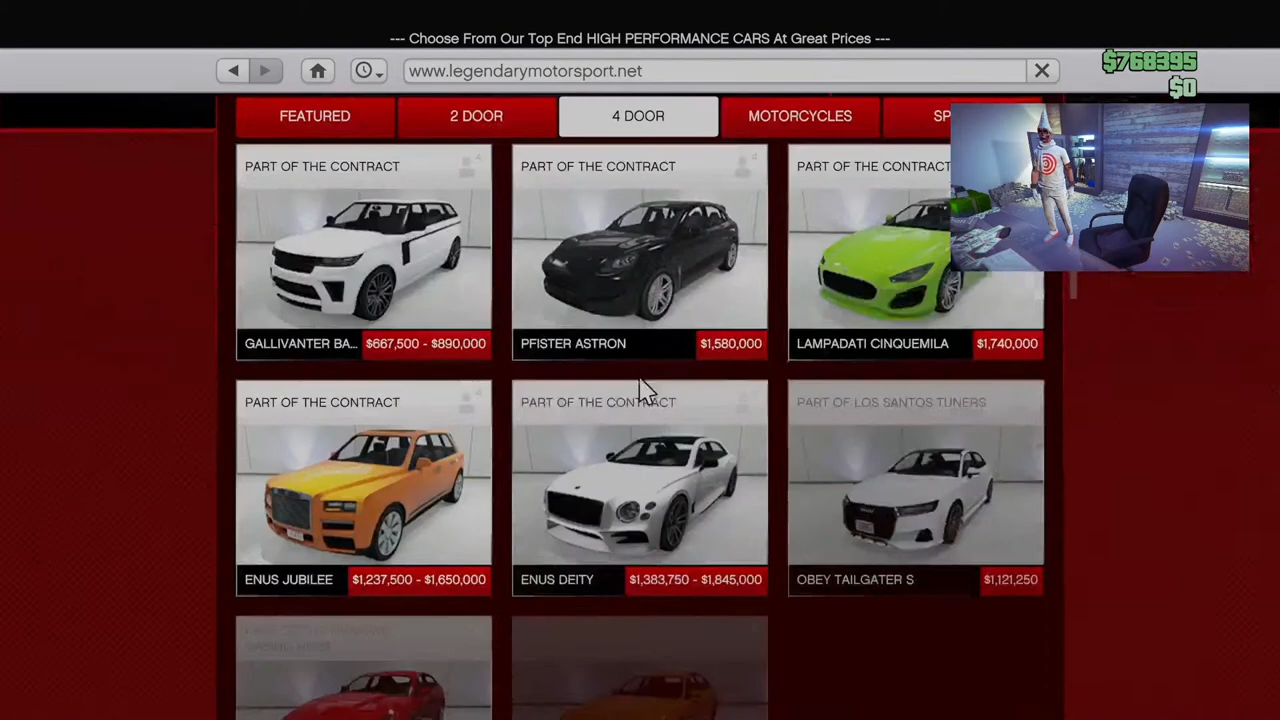 --- Choose From Our Top End HIGH PERFORMANCE CARS At Great Prices ---
www.legendarymotorsport.net
$768395
$0
FEATURED
2 DOOR
4 DOOR
MOTORCYCLES
SP
PART OF THE CONTRACT
4
PART OF THE CONTRACT
4
PART OF THE CONTRACT
GALLIVANTER BA...
$667,500 - $890,000
PFISTER ASTRON
$1,580,000
LAMPADATI CINQUEMILA
$1,740,000
PART OF THE CONTRACT
4
PART OF THE CONTRACT
PART OF LOS SANTOS TUNERS
ENUS JUBILEE
$1,237,500 - $1,650,000
ENUS DEITY
$1,383,750 - $1,845,000
OBEY TAILGATER S
$1,121,250